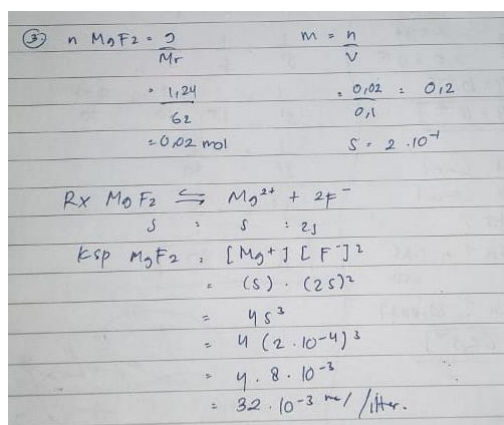 ③ n MgF2 = g/Mr
= 1,24/62
= 0,02 mol
m = n/V
= 0,02/0,1 = 0,2
S = 2 . 10⁻¹
Rx MgF2 ⇌ Mg²⁺ + 2F⁻
S : S : 2S
Ksp MgF2 = [Mg⁺] [F⁻]²
= (S) . (2S)²
= 4S³
= 4 (2 . 10⁻⁴)³
= 4 . 8 . 10⁻³
= 32 . 10⁻³ mol/litter.